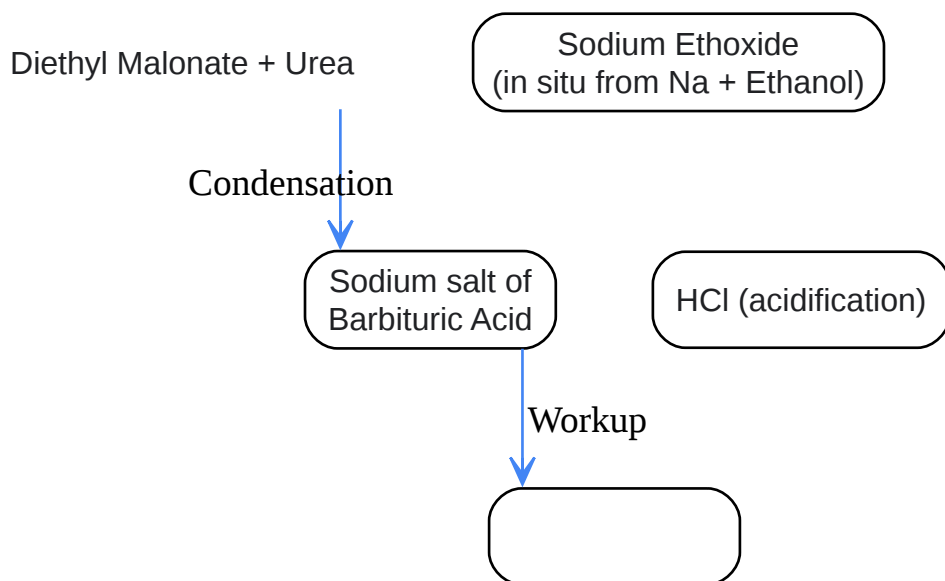 Diethyl Malonate + Urea
Sodium Ethoxide
(in situ from Na + Ethanol)
Condensation
Sodium salt of
Barbituric Acid
HCl (acidification)
Workup